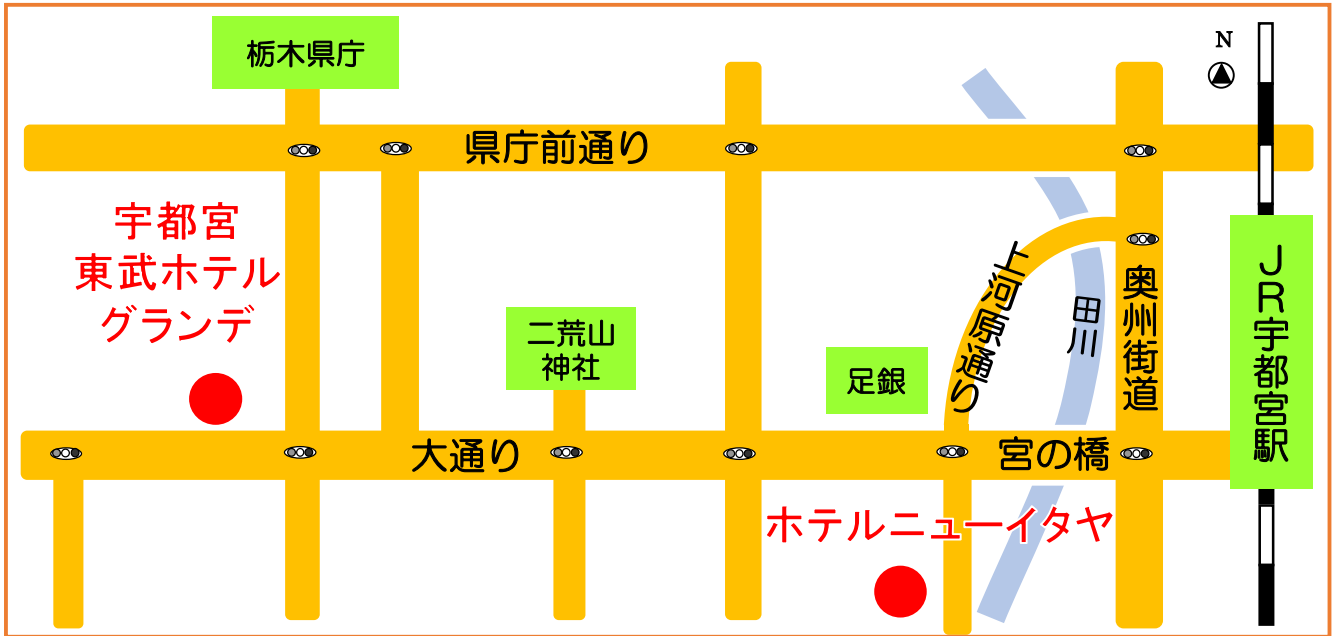 栃木県庁
N
県庁前通り
宇都宮
東武ホテル
グランデ
二荒山
神社
足銀
上河原通り
田川
奥州街道
JR宇都宮駅
大通り
宮の橋
ホテルニューイタヤ